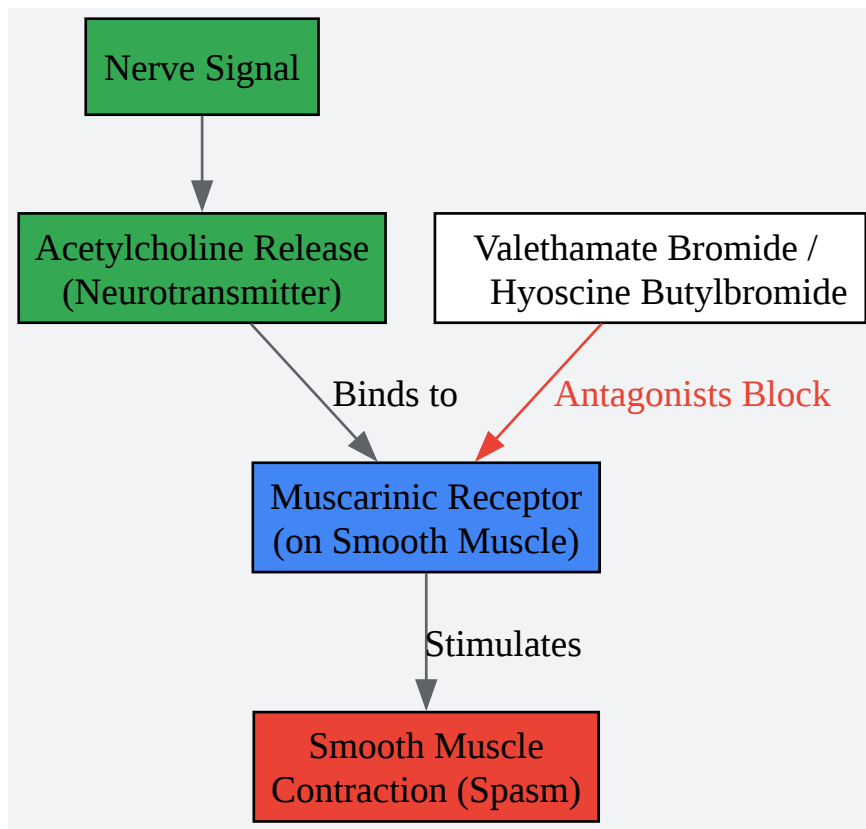 Nerve Signal
Acetylcholine Release
(Neurotransmitter)
Valethamate Bromide /
Hyoscine Butylbromide
Binds to
Antagonists Block
Muscarinic Receptor
(on Smooth Muscle)
Stimulates
Smooth Muscle
Contraction (Spasm)